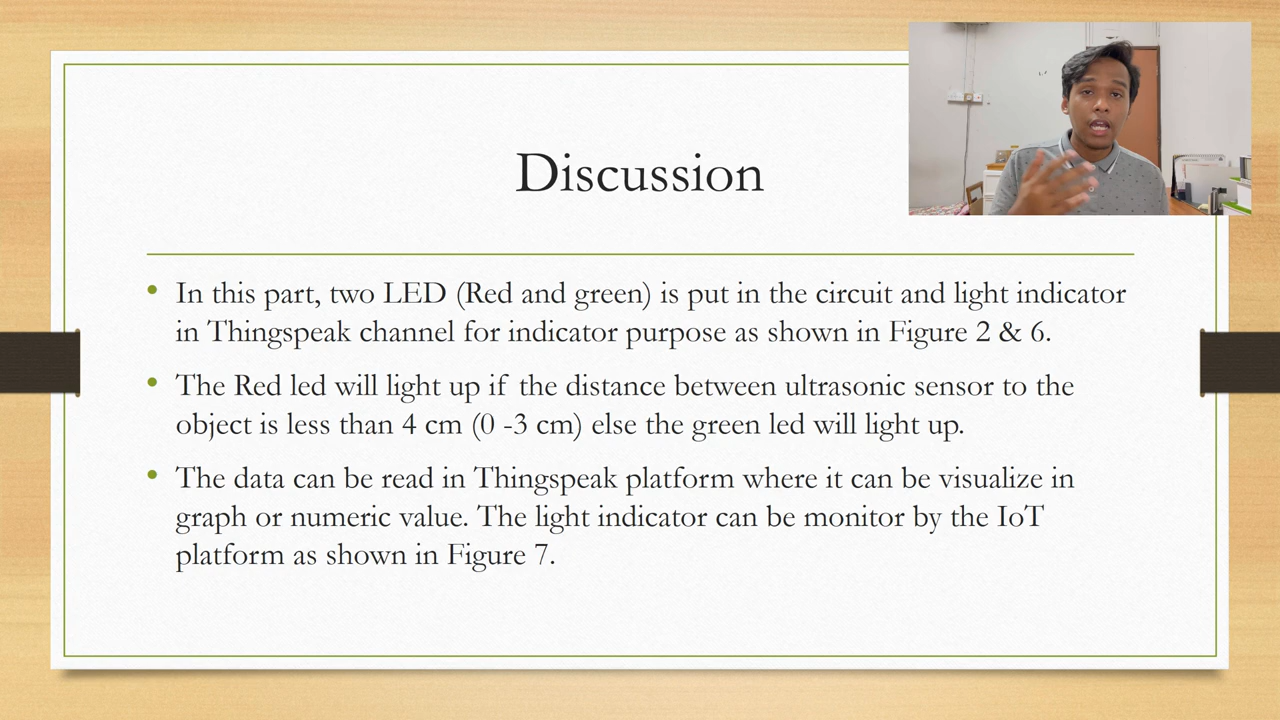 Discussion
• In this part, two LED (Red and green) is put in the circuit and light indicator
in Thingspeak channel for indicator purpose as shown in Figure 2 & 6.
• The Red led will light up if the distance between ultrasonic sensor to the
object is less than 4 cm (0 -3 cm) else the green led will light up.
• The data can be read in Thingspeak platform where it can be visualize in
graph or numeric value. The light indicator can be monitor by the IoT
platform as shown in Figure 7.